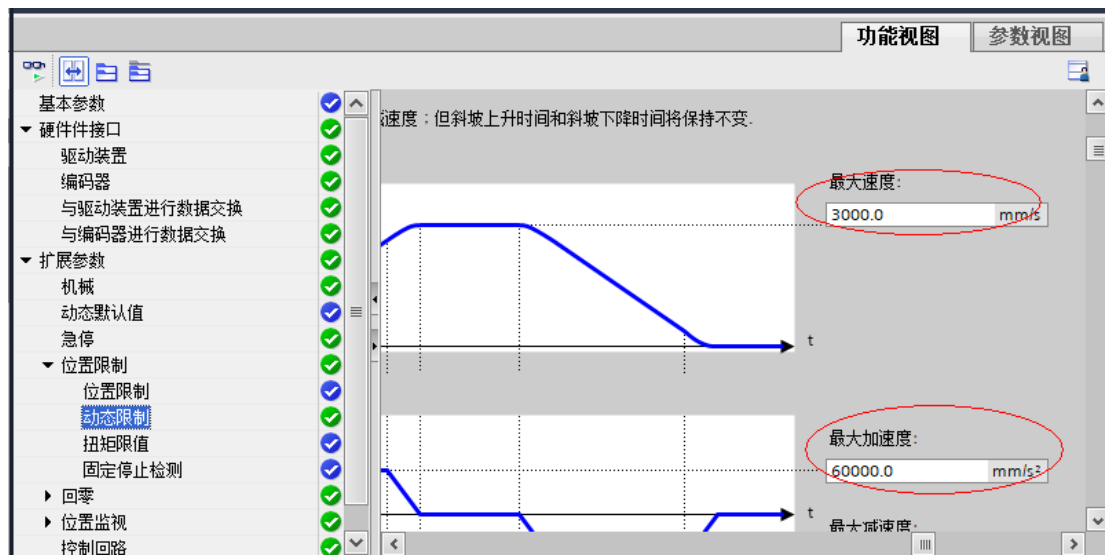 功能视图
参数视图
基本参数
硬件件接口
驱动装置
编码器
与驱动装置进行数据交换
与编码器进行数据交换
扩展参数
机械
动态默认值
急停
位置限制
位置限制
动态限制
扭矩限值
固定停止检测
回零
位置监视
控制回路
速度；但斜坡上升时间和斜坡下降时间将保持不变.
最大速度:
3000.0 mm/s
t
最大加速度:
60000.0 mm/s²
t
最大减速度: